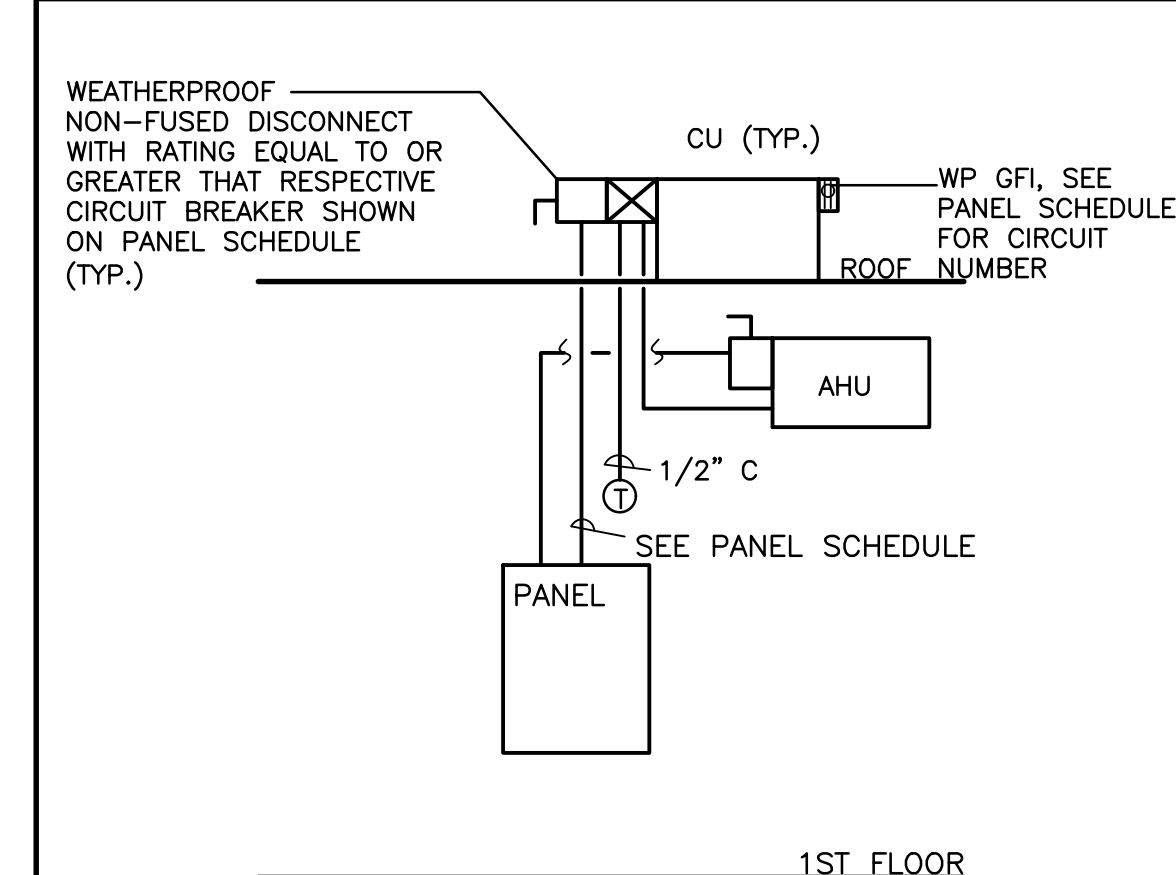 WEATHERPROOF
NON-FUSED DISCONNECT
WITH RATING EQUAL TO OR
GREATER THAT RESPECTIVE
CIRCUIT BREAKER SHOWN
ON PANEL SCHEDULE
(TYP.)
CU (TYP.)
WP GFI, SEE
PANEL SCHEDULE
FOR CIRCUIT
NUMBER
ROOF
AHU
1/2" C
T
SEE PANEL SCHEDULE
PANEL
1ST FLOOR